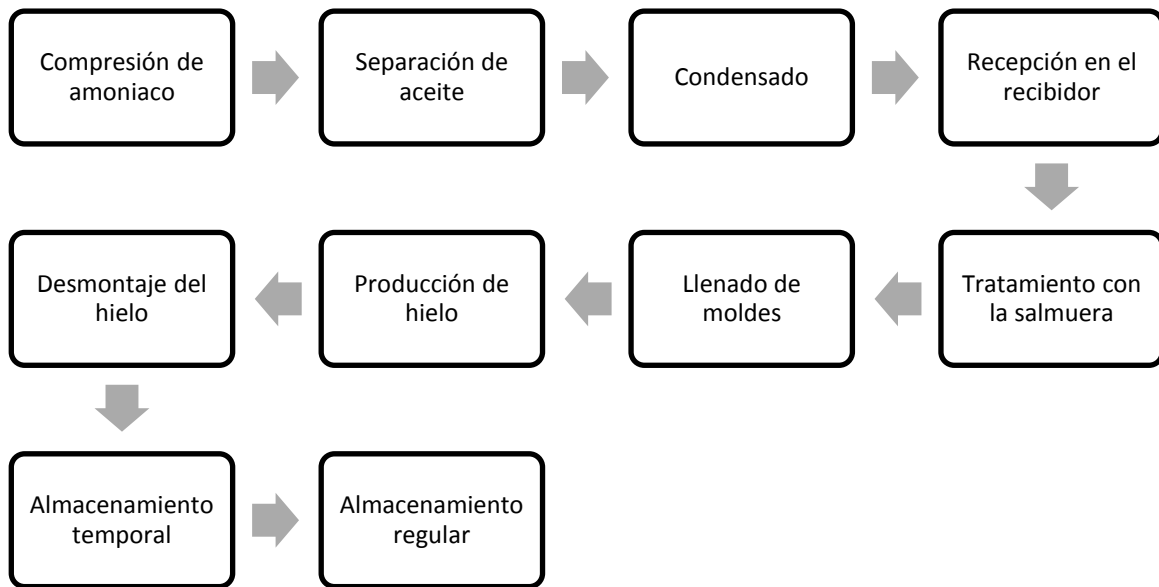 Compresión de
amoniaco
Separación de
aceite
Condensado
Recepción en el
recibidor
Tratamiento con
la salmuera
Llenado de
moldes
Producción de
hielo
Desmontaje del
hielo
Almacenamiento
temporal
Almacenamiento
regular